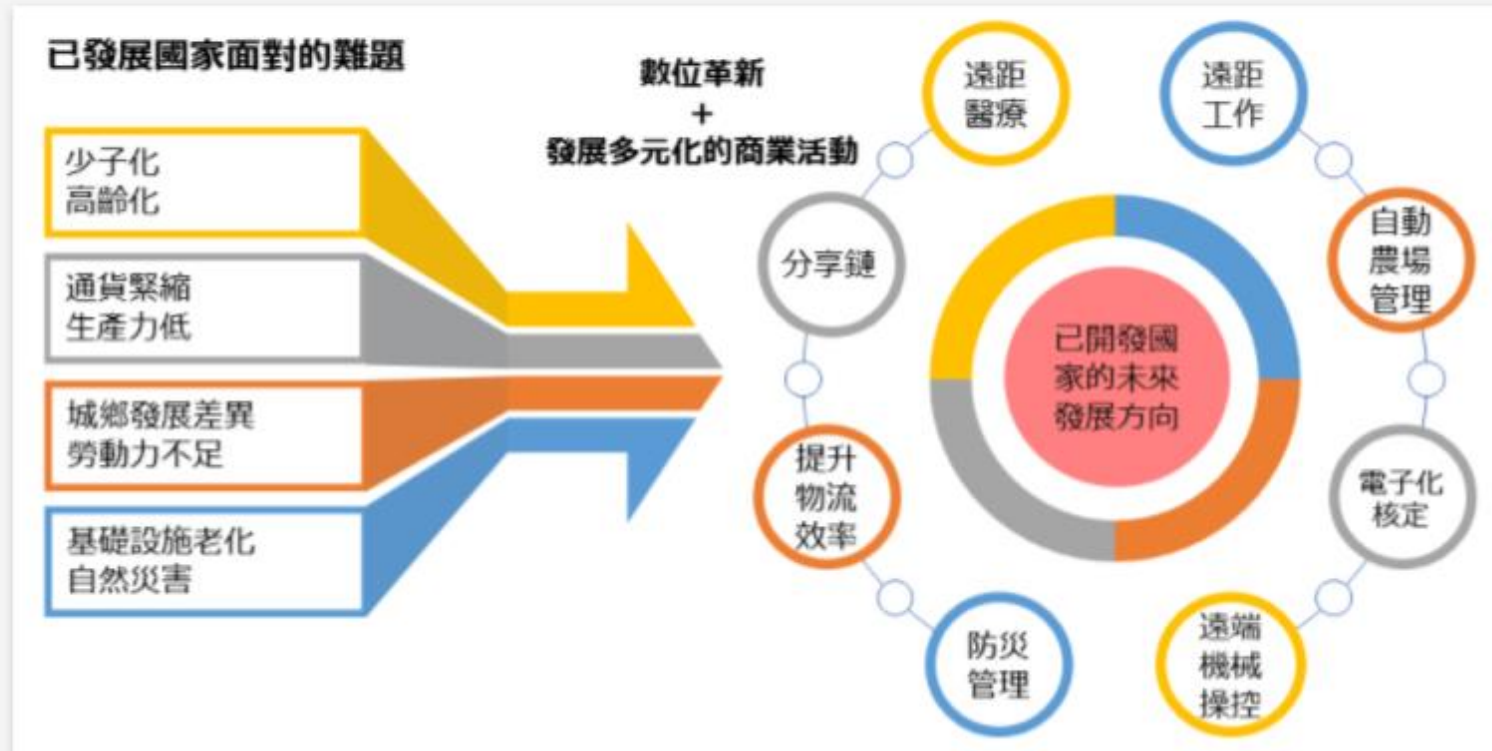 已發展國家面對的難題
少子化
高齡化
通貨緊縮
生產力低
城鄉發展差異
勞動力不足
基礎設施老化
自然災害
數位革新
+
發展多元化的商業活動
遠距
醫療
遠距
工作
分享鏈
自動
農場
管理
已開發國
家的未來
發展方向
提升
物流
效率
電子化
核定
防災
管理
遠端
機械
操控